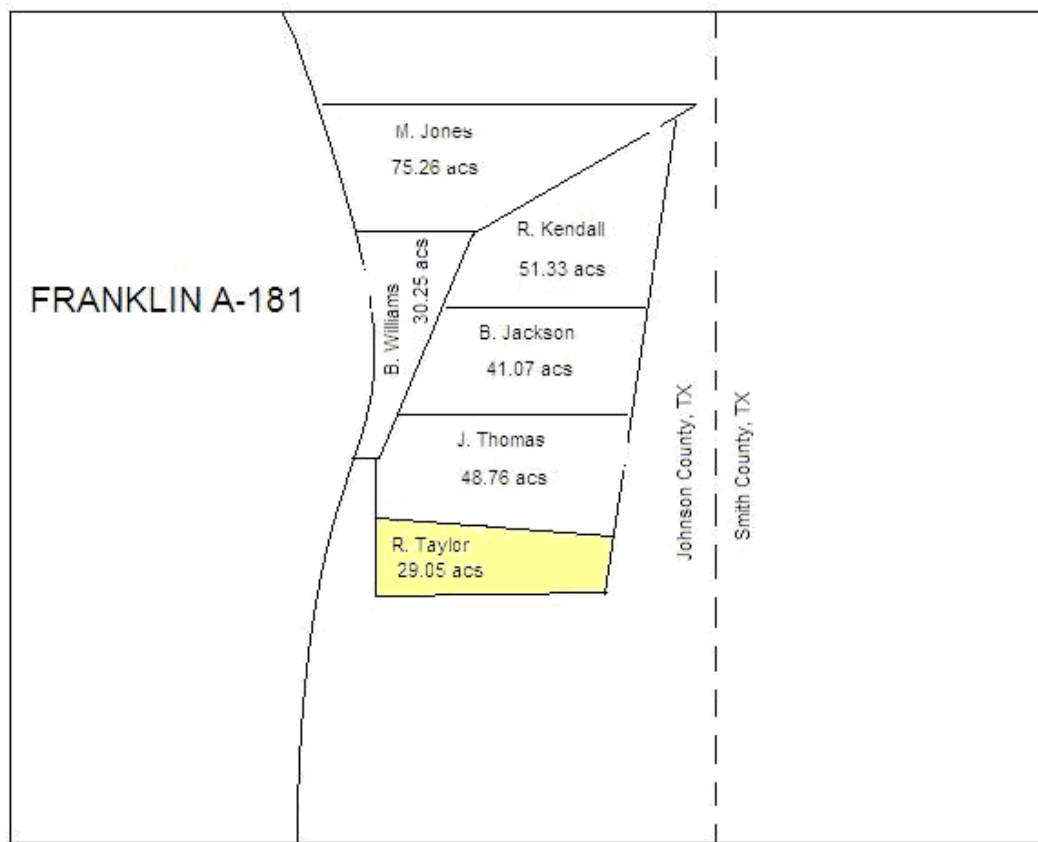 M. Jones
75.26 acs
R. Kendall
51.33 acs
FRANKLIN A-181
B. Williams
30.25 acs
B. Jackson
41.07 acs
J. Thomas
48.76 acs
R. Taylor
29.05 acs
Johnson County, TX
Smith County, TX